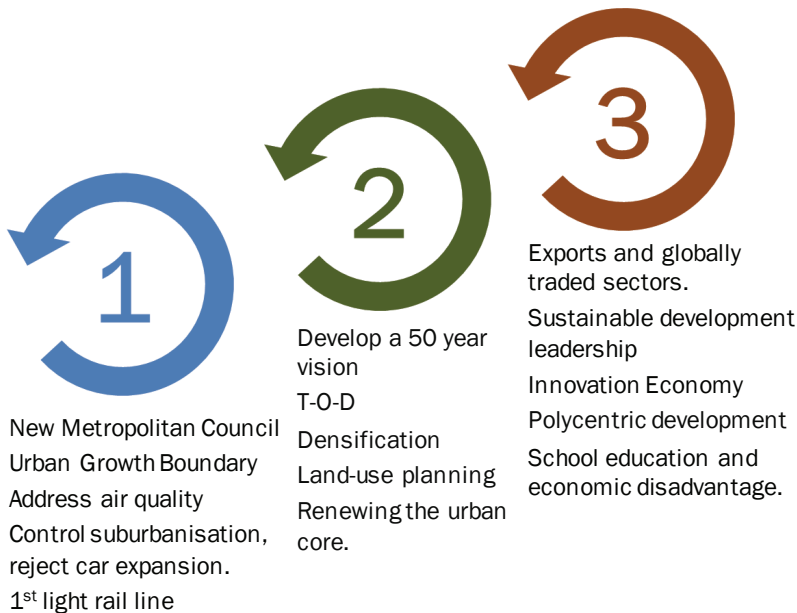 1
New Metropolitan Council
Urban Growth Boundary
Address air quality
Control suburbanisation,
reject car expansion.
1st light rail line
2
Develop a 50 year
vision
T-O-D
Densification
Land-use planning
Renewing the urban
core.
3
Exports and globally
traded sectors.
Sustainable development
leadership
Innovation Economy
Polycentric development
School education and
economic disadvantage.